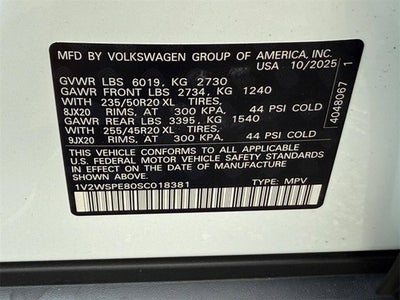 MFD BY VOLKSWAGEN GROUP OF AMERICA, INC.
USA 10/2025 1
GVWR LBS 6019, KG 2730
GAWR FRONT LBS 2734, KG 1240
WITH 235/50R20 XL TIRES,
8JX20 RIMS, AT 300 KPA. 44 PSI COLD
GAWR REAR LBS 3395, KG 1540
WITH 255/45R20 XL TIRES,
9JX20 RIMS, AT 300 KPA. 44 PSI COLD
THIS VEHICLE CONFORMS TO ALL APPLICABLE
U.S. FEDERAL MOTOR VEHICLE SAFETY STANDARDS
IN EFFECT ON THE DATE OF MANUFACTURE
SHOWN ABOVE.
1V2WSPE80SC018381 TYPE: MPV
4048067